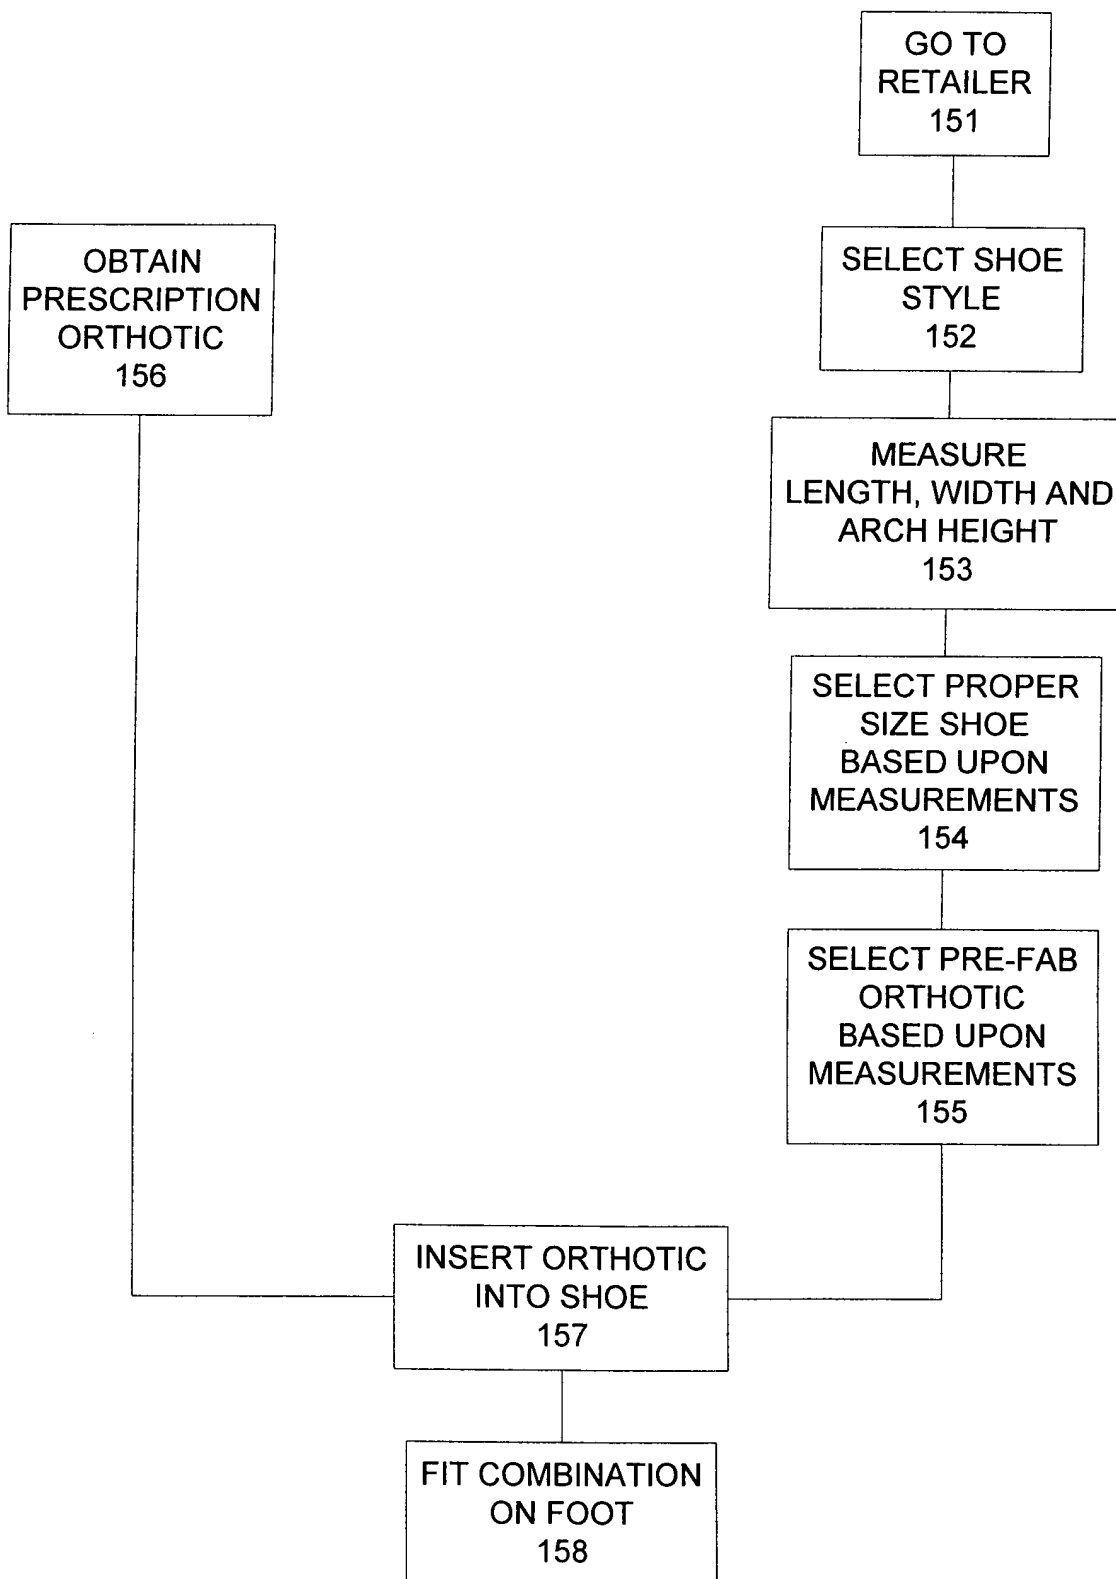 GO TO
RETAILER
151
OBTAIN
PRESCRIPTION
ORTHOTIC
156
SELECT SHOE
STYLE
152
MEASURE
LENGTH, WIDTH AND
ARCH HEIGHT
153
SELECT PROPER
SIZE SHOE
BASED UPON
MEASUREMENTS
154
SELECT PRE-FAB
ORTHOTIC
BASED UPON
MEASUREMENTS
155
INSERT ORTHOTIC
INTO SHOE
157
FIT COMBINATION
ON FOOT
158